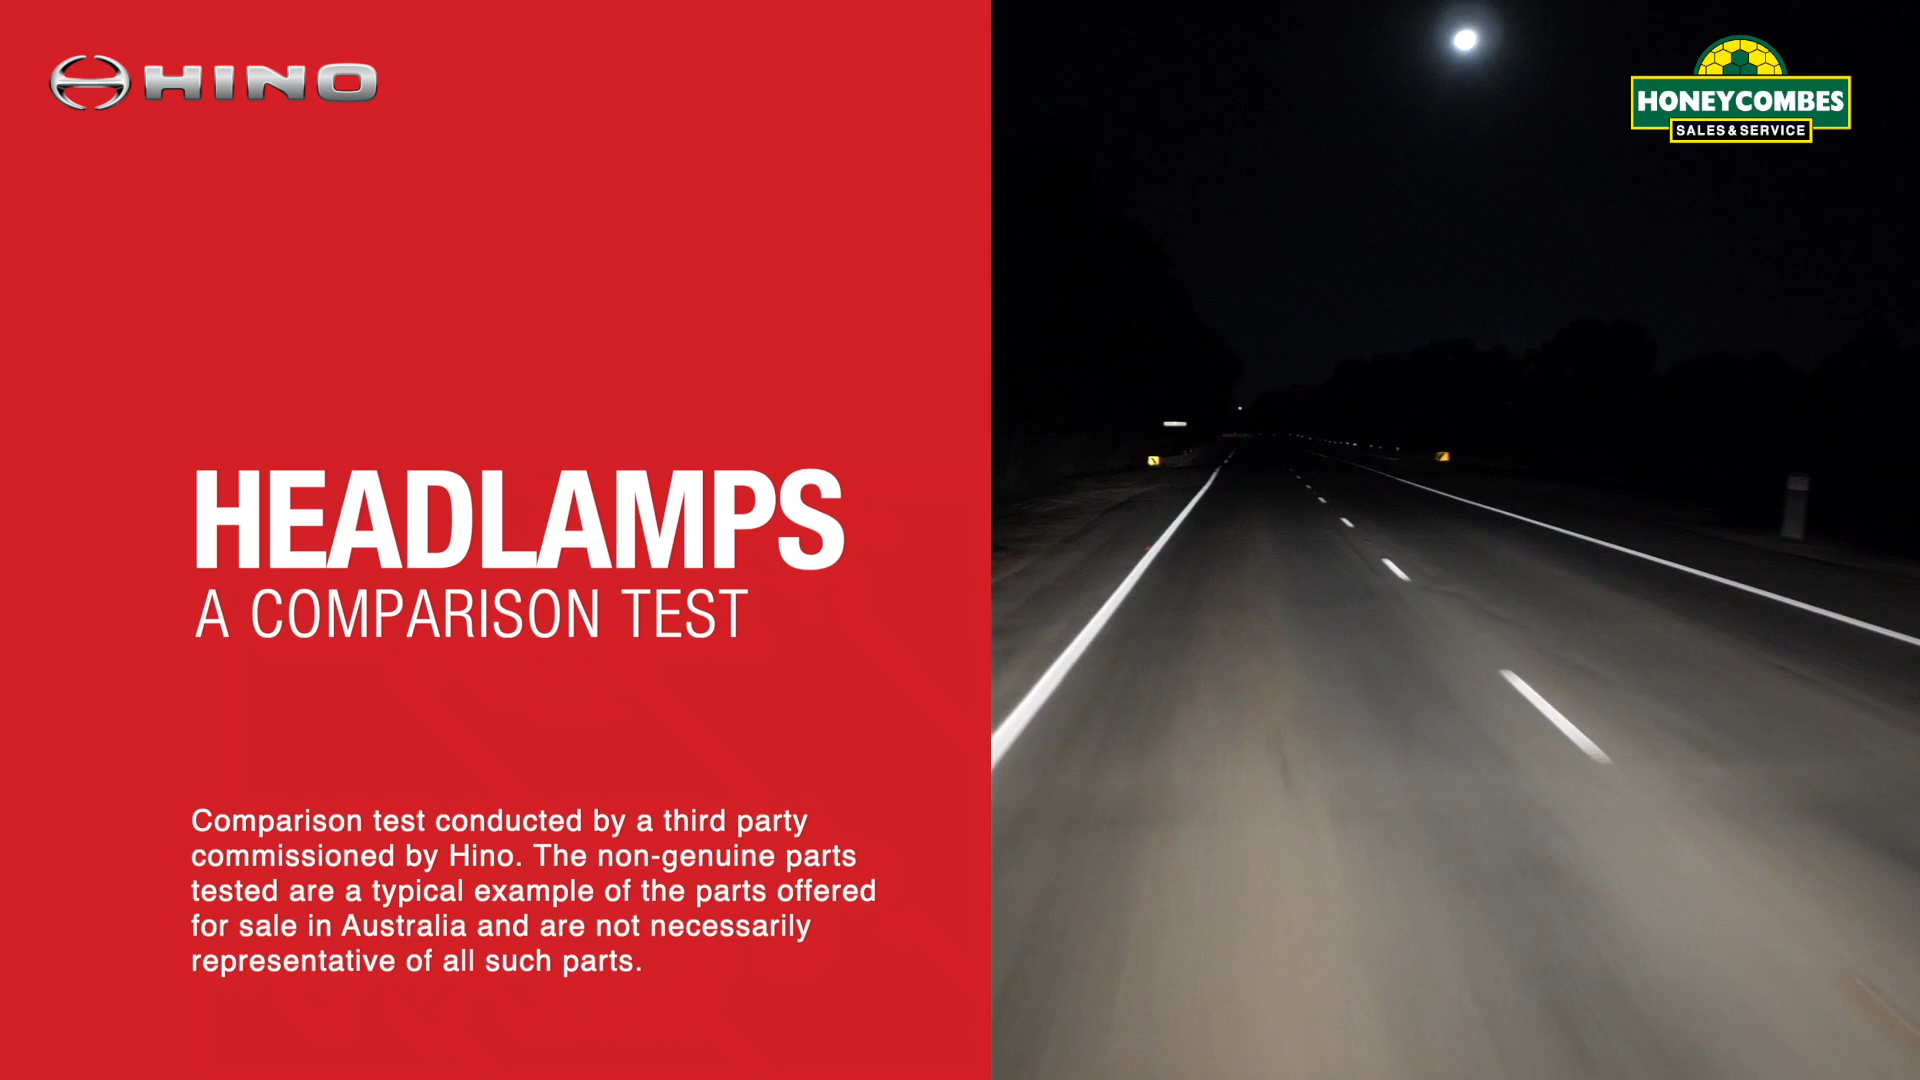 HINO
HONEYCOMBES
SALES & SERVICE
HEADLAMPS
A COMPARISON TEST
Comparison test conducted by a third party
commissioned by Hino. The non-genuine parts
tested are a typical example of the parts offered
for sale in Australia and are not necessarily
representative of all such parts.